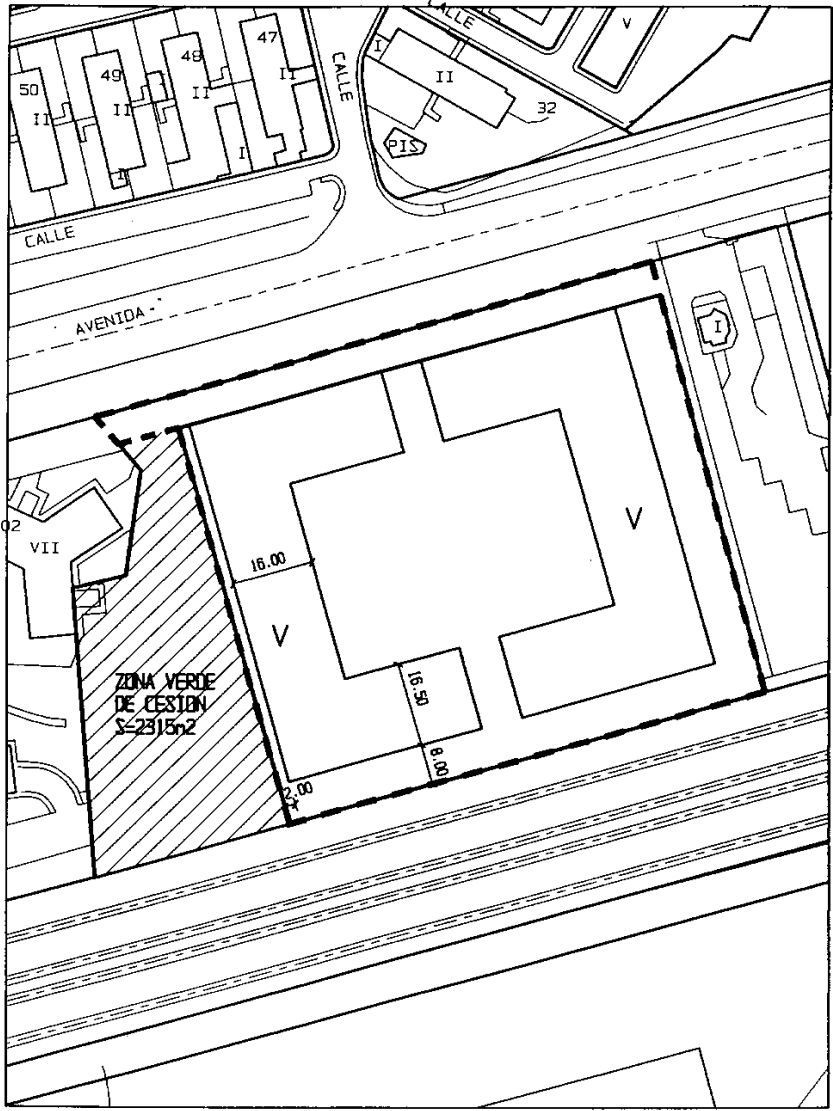 CALLE
V
47
48
49
50
I
II
II
II
II
II
I
I
I
CALLE
32
PIS
CALLE
AVENIDA
I
02
VII
16.00
V
V
ZONA VERDE
DE CESION
S=2315m2
16.50
8.00
2.00